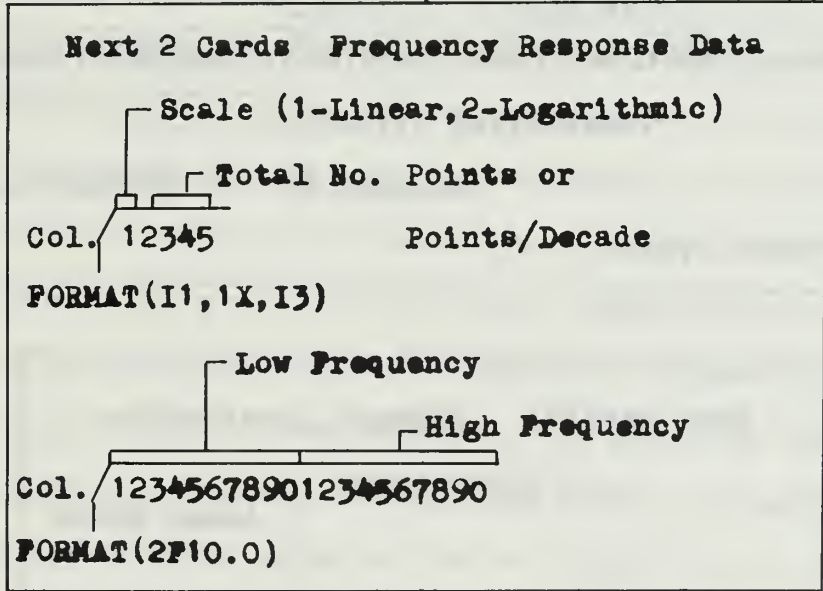 Next 2 Cards Frequency Response Data
Scale (1-Linear,2-Logarithmic)
Total No. Points or
Col. 12345 Points/Decade
FORMAT(I1,1X,I3)
Low Frequency
High Frequency
Col. 12345678901234567890
FORMAT(2F10.0)